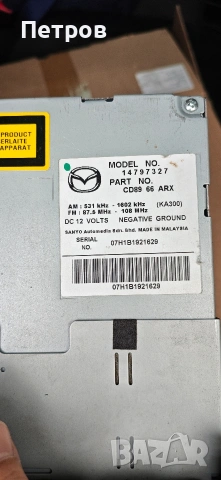 PRODUCT
ERLAITE
APPARAT
MODEL NO.
14797327
PART NO.
CD89 66 ARX
AM : 531 kHz - 1602 kHz (KA300)
FM : 87.5 MHz - 108 MHz
DC 12 VOLTS NEGATIVE GROUND
SANYO Automedia Sdn. Bhd. MADE IN MALAYSIA
SERIAL NO. 07H1B1921629
07H1B1921629
bazar.bg